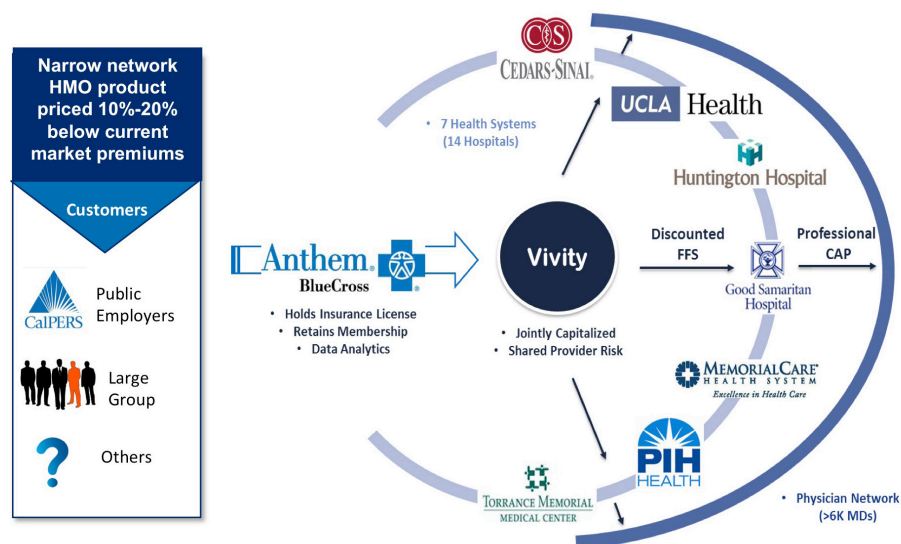 Narrow network
HMO product
priced 10%-20%
below current
market premiums
Customers
CalPERS
Public
Employers
Large
Group
?
Others
Anthem.
BlueCross
• Holds Insurance License
• Retains Membership
• Data Analytics
• 7 Health Systems
(14 Hospitals)
Vivity
• Jointly Capitalized
• Shared Provider Risk
CS
CEDARS-SINAI.
UCLA Health
HH
Huntington Hospital
Discounted
FFS
Good Samaritan
Hospital
Professional
CAP
MEMORIALCARE
HEALTH SYSTEM
Excellence in Health Care
PIH
HEALTH
TORRANCE MEMORIAL
MEDICAL CENTER
• Physician Network
(>6K MDs)